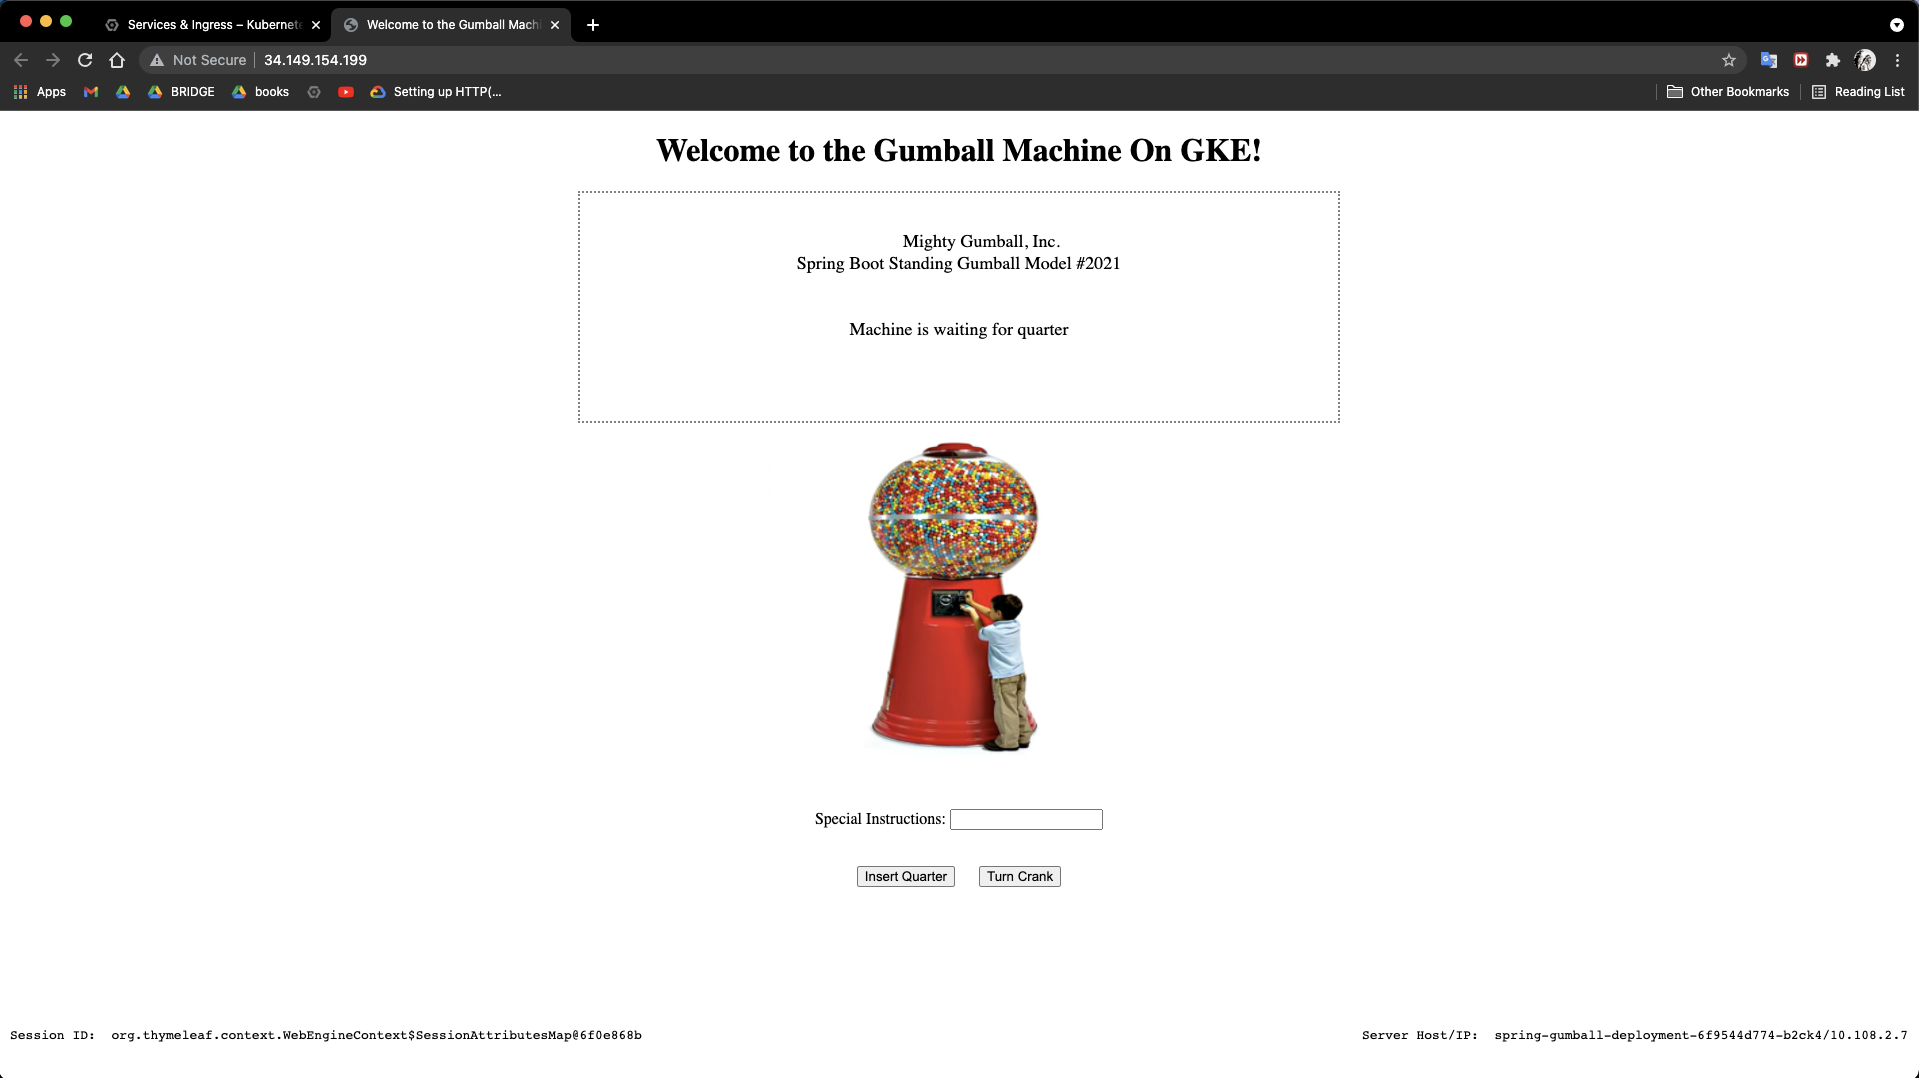 Services & Ingress – Kubernete
Welcome to the Gumball Mach
Not Secure
34.149.154.199
Apps
BRIDGE
books
Setting up HTTP(...
Other Bookmarks
Reading List
Welcome to the Gumball Machine On GKE!
Mighty Gumball, Inc.
Spring Boot Standing Gumball Model #2021
Machine is waiting for quarter
Special Instructions:
Insert Quarter
Turn Crank
Session ID: org.thymeleaf.context.WebEngineContext$SessionAttributesMap@6f0e868b
Server Host/IP: spring-gumball-deployment-6f9544d774-b2ck4/10.108.2.7